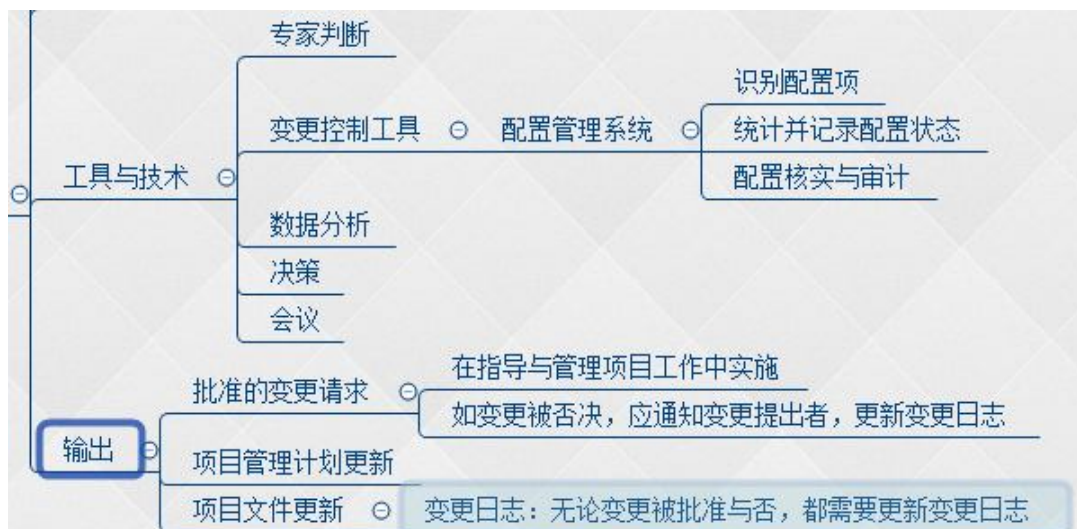 专家判断
识别配置项
变更控制工具
配置管理系统
统计并记录配置状态
工具与技术
配置核实与审计
数据分析
决策
会议
在指导与管理项目工作中实施
批准的变更请求
如变更被否决，应通知变更提出者，更新变更日志
输出
项目管理计划更新
项目文件更新
变更日志：无论变更被批准与否，都需要更新变更日志